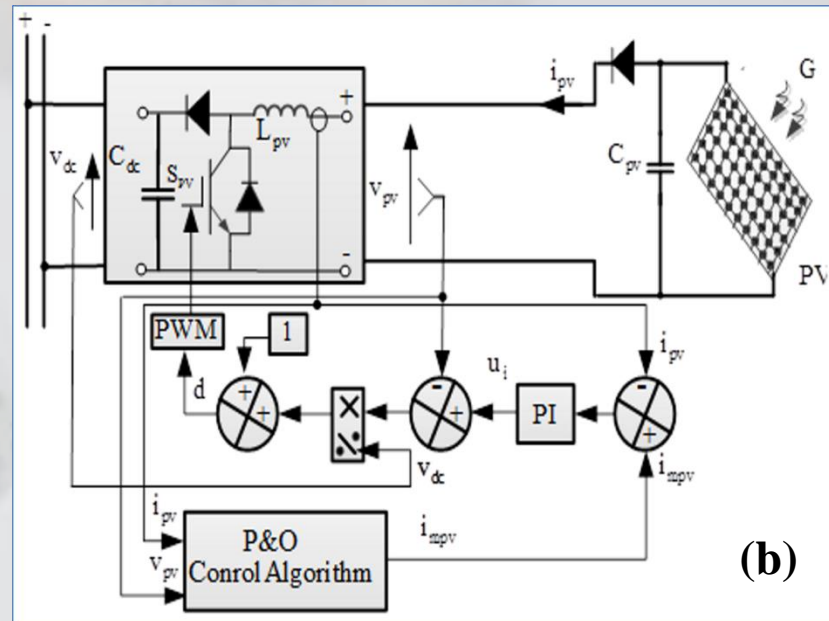 + -
G
i_pv
+
L_pv
C_dc
v_dc
S_pv
C_pv
v_pv
-
PV
PWM
1
i_pv
u_i
d
+
+
-
+
PI
-
+
v_dc
i_mpv
i_pv
P&O
i_mpv
v_pv
Conrol Algorithm
(b)